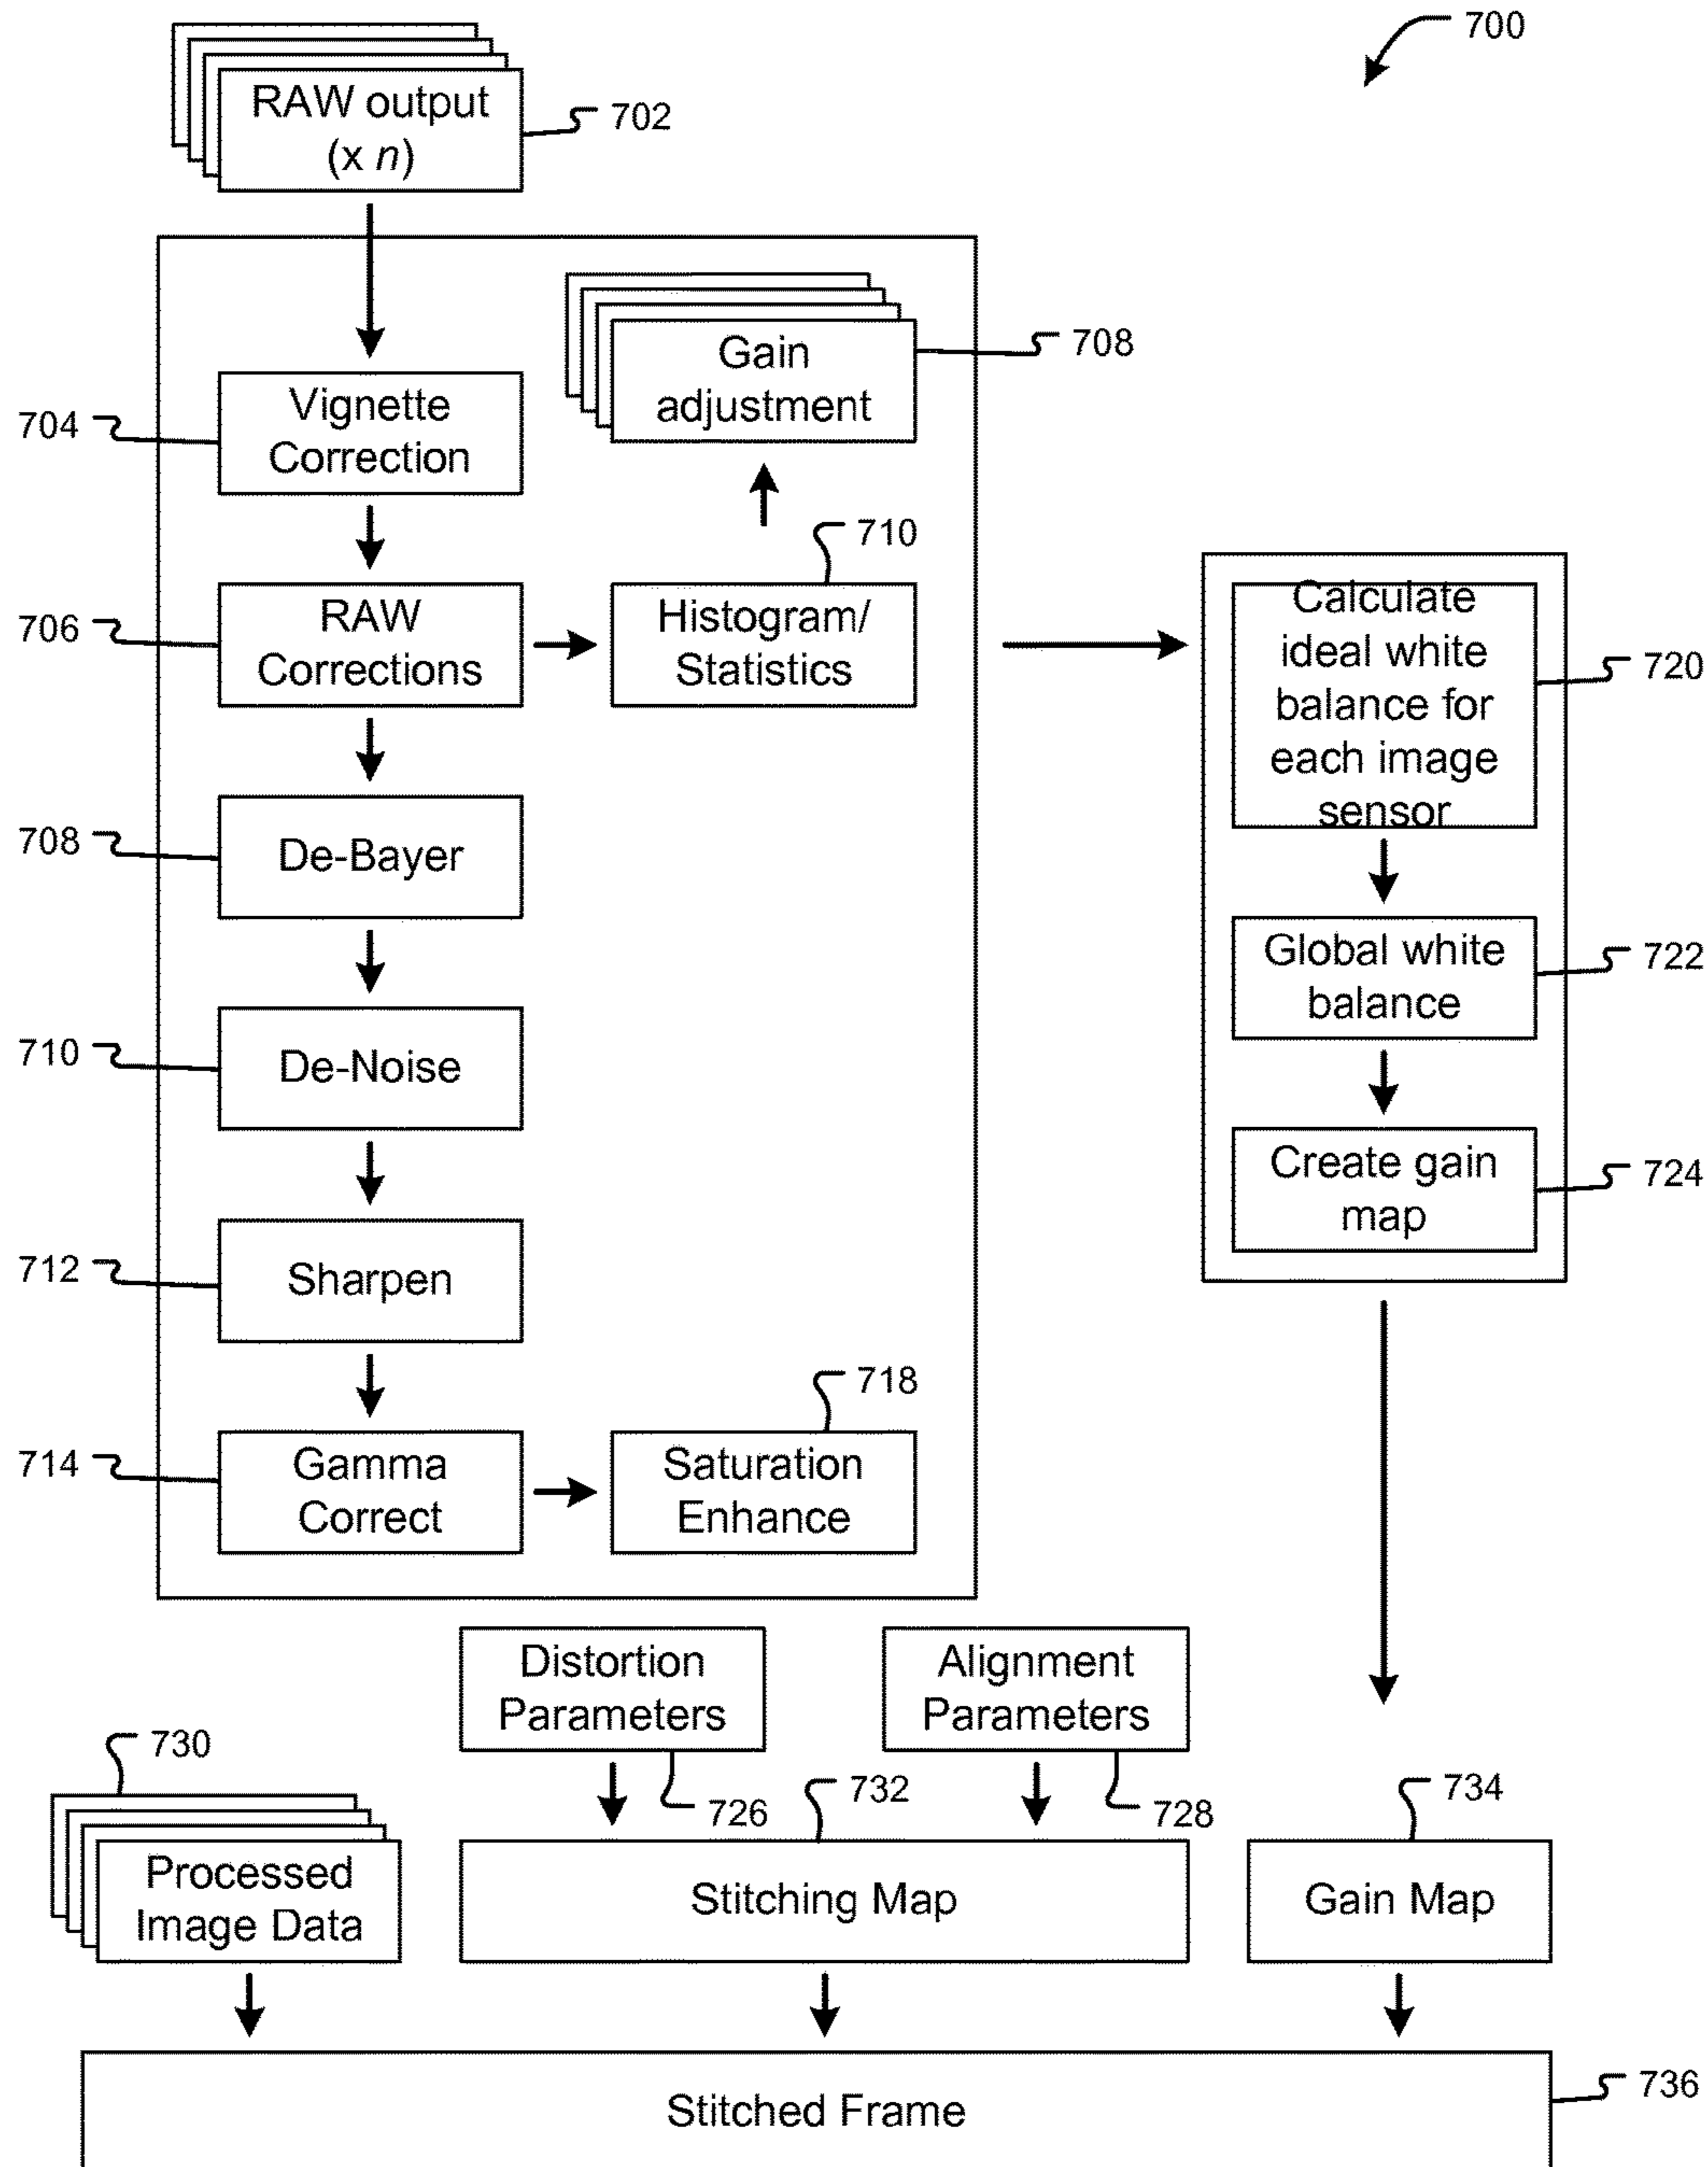 700
RAW output
(x n)
702
Gain
adjustment
708
Vignette
Correction
704
710
RAW
Corrections
706
Histogram/
Statistics
Calculate
ideal white
balance for
each image
sensor
720
De-Bayer
708
Global white
balance
722
De-Noise
710
Create gain
map
724
Sharpen
712
718
Gamma
Correct
714
Saturation
Enhance
Distortion
Parameters
Alignment
Parameters
730
726
732
728
734
Processed
Image Data
Stitching Map
Gain Map
Stitched Frame
736